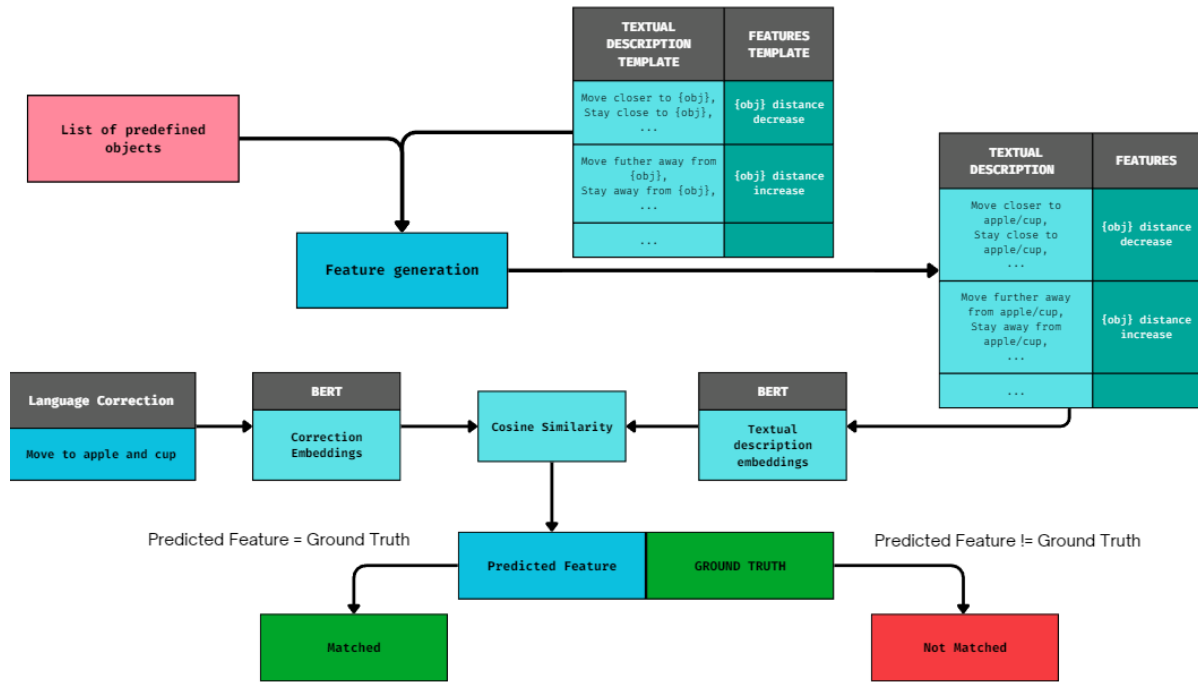 TEXTUAL
DESCRIPTION
TEMPLATE
FEATURES
TEMPLATE
Move closer to {obj},
Stay close to {obj},
...
{obj} distance
decrease
Move futher away from
{obj},
Stay away from {obj},
...
{obj} distance
increase
...
List of predefined
objects
Feature generation
TEXTUAL
DESCRIPTION
FEATURES
Move closer to
apple/cup,
Stay close to
apple/cup,
...
{obj} distance
decrease
Move further away
from apple/cup,
Stay away from
apple/cup,
...
{obj} distance
increase
...
Language Correction
Move to apple and cup
BERT
Correction
Embeddings
Cosine Similarity
BERT
Textual
description
embeddings
Predicted Feature = Ground Truth
Predicted Feature != Ground Truth
Predicted Feature
GROUND TRUTH
Matched
Not Matched